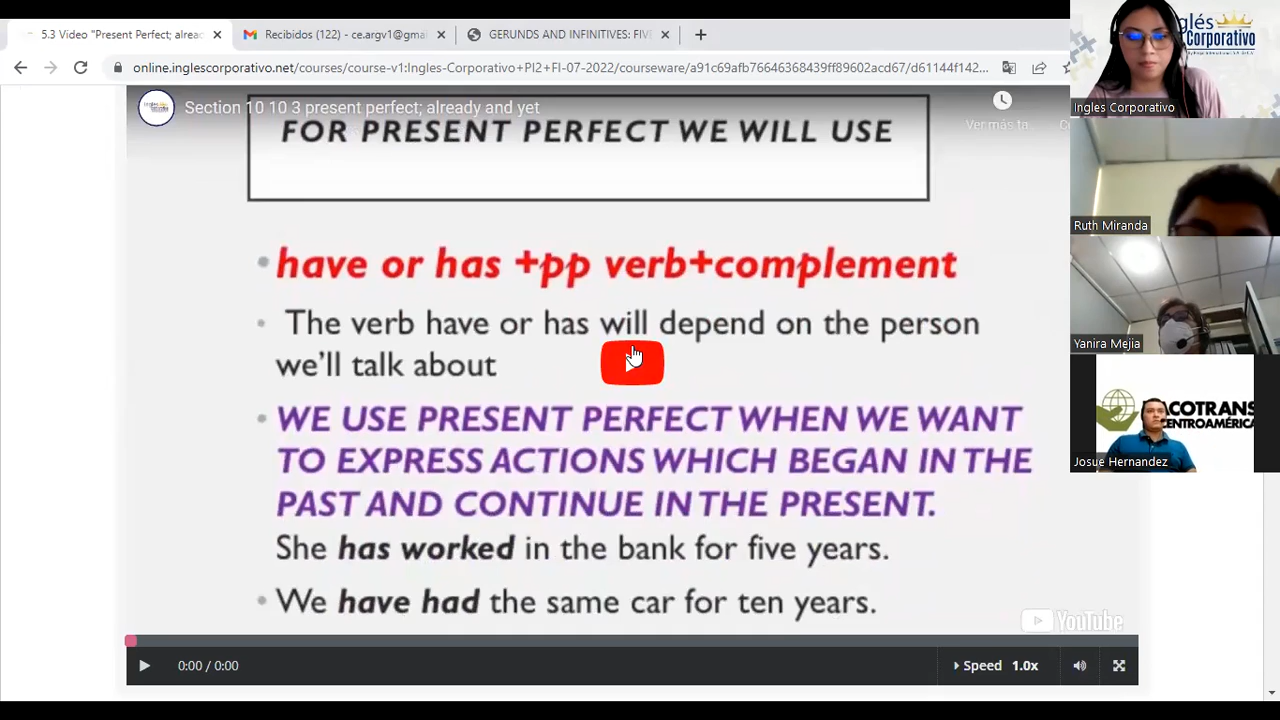 5.3 Video "Present Perfect; alrea
Recibidos (122) - ce.argv1@g
GERUNDS AND INFINITIVES: FIV
online.inglescorporativo.net/courses/course-v1:Ingles-Corporativo+PI2+FI-07-2022/courseware/a91c69afb76646368439ff89602acd67/d61144f142...
Section 10 10 3 present perfect; already and yet
Ver más ta...
FOR PRESENT PERFECT WE WILL USE
have or has +pp verb+complement
The verb have or has will depend on the person
we'll talk about
WE USE PRESENT PERFECT WHEN WE WANT
TO EXPRESS ACTIONS WHICH BEGAN IN THE
PAST AND CONTINUE IN THE PRESENT.
She has worked in the bank for five years.
We have had the same car for ten years.
YouTube
0:00 / 0:00
Speed 1.0x
glés
Corporativo
Ingles Corporativo
Ruth Miranda
Yanira Mejia
ACOTRANS
CENTROAMÉRICA
Josue Hernandez